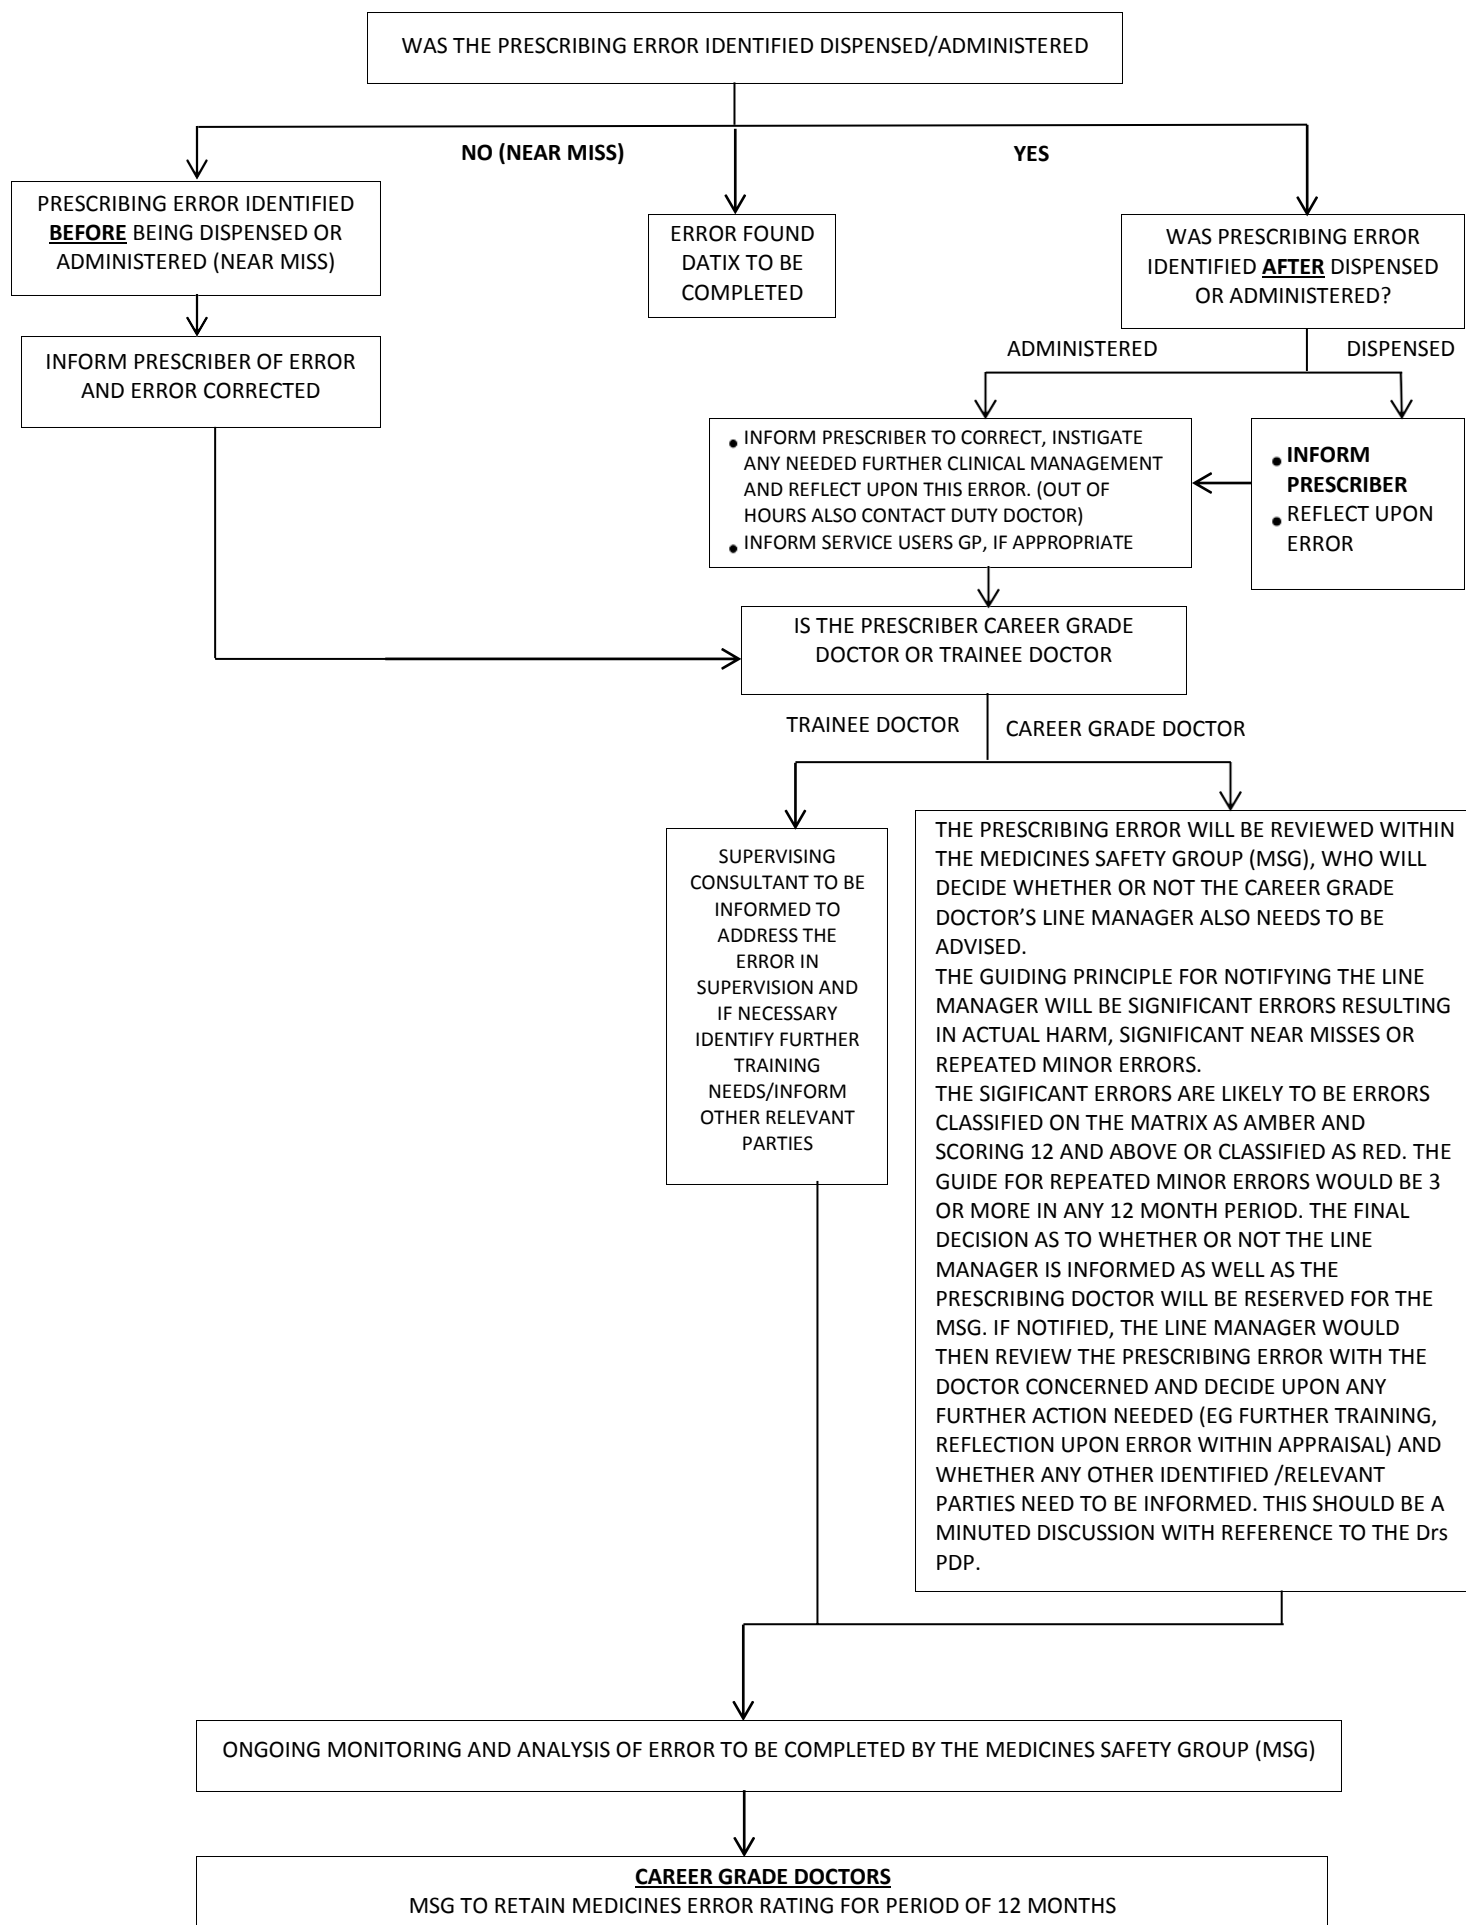 WAS THE PRESCRIBING ERROR IDENTIFIED DISPENSED/ADMINISTERED
NO (NEAR MISS)
YES
PRESCRIBING ERROR IDENTIFIED
BEFORE BEING DISPENSED OR
ADMINISTERED (NEAR MISS)
ERROR FOUND
DATIX TO BE
COMPLETED
WAS PRESCRIBING ERROR
IDENTIFIED AFTER DISPENSED
OR ADMINISTERED?
INFORM PRESCRIBER OF ERROR
AND ERROR CORRECTED
ADMINISTERED
DISPENSED
• INFORM PRESCRIBER TO CORRECT, INSTIGATE
ANY NEEDED FURTHER CLINICAL MANAGEMENT
AND REFLECT UPON THIS ERROR. (OUT OF
HOURS ALSO CONTACT DUTY DOCTOR)
• INFORM SERVICE USERS GP, IF APPROPRIATE
• INFORM
PRESCRIBER
• REFLECT UPON
ERROR
IS THE PRESCRIBER CAREER GRADE
DOCTOR OR TRAINEE DOCTOR
TRAINEE DOCTOR
CAREER GRADE DOCTOR
SUPERVISING
CONSULTANT TO BE
INFORMED TO
ADDRESS THE
ERROR IN
SUPERVISION AND
IF NECESSARY
IDENTIFY FURTHER
TRAINING
NEEDS/INFORM
OTHER RELEVANT
PARTIES
THE PRESCRIBING ERROR WILL BE REVIEWED WITHIN
THE MEDICINES SAFETY GROUP (MSG), WHO WILL
DECIDE WHETHER OR NOT THE CAREER GRADE
DOCTOR’S LINE MANAGER ALSO NEEDS TO BE
ADVISED.
THE GUIDING PRINCIPLE FOR NOTIFYING THE LINE
MANAGER WILL BE SIGNIFICANT ERRORS RESULTING
IN ACTUAL HARM, SIGNIFICANT NEAR MISSES OR
REPEATED MINOR ERRORS.
THE SIGIFICANT ERRORS ARE LIKELY TO BE ERRORS
CLASSIFIED ON THE MATRIX AS AMBER AND
SCORING 12 AND ABOVE OR CLASSIFIED AS RED. THE
GUIDE FOR REPEATED MINOR ERRORS WOULD BE 3
OR MORE IN ANY 12 MONTH PERIOD. THE FINAL
DECISION AS TO WHETHER OR NOT THE LINE
MANAGER IS INFORMED AS WELL AS THE
PRESCRIBING DOCTOR WILL BE RESERVED FOR THE
MSG. IF NOTIFIED, THE LINE MANAGER WOULD
THEN REVIEW THE PRESCRIBING ERROR WITH THE
DOCTOR CONCERNED AND DECIDE UPON ANY
FURTHER ACTION NEEDED (EG FURTHER TRAINING,
REFLECTION UPON ERROR WITHIN APPRAISAL) AND
WHETHER ANY OTHER IDENTIFIED /RELEVANT
PARTIES NEED TO BE INFORMED. THIS SHOULD BE A
MINUTED DISCUSSION WITH REFERENCE TO THE Drs
PDP.
ONGOING MONITORING AND ANALYSIS OF ERROR TO BE COMPLETED BY THE MEDICINES SAFETY GROUP (MSG)
CAREER GRADE DOCTORS
MSG TO RETAIN MEDICINES ERROR RATING FOR PERIOD OF 12 MONTHS